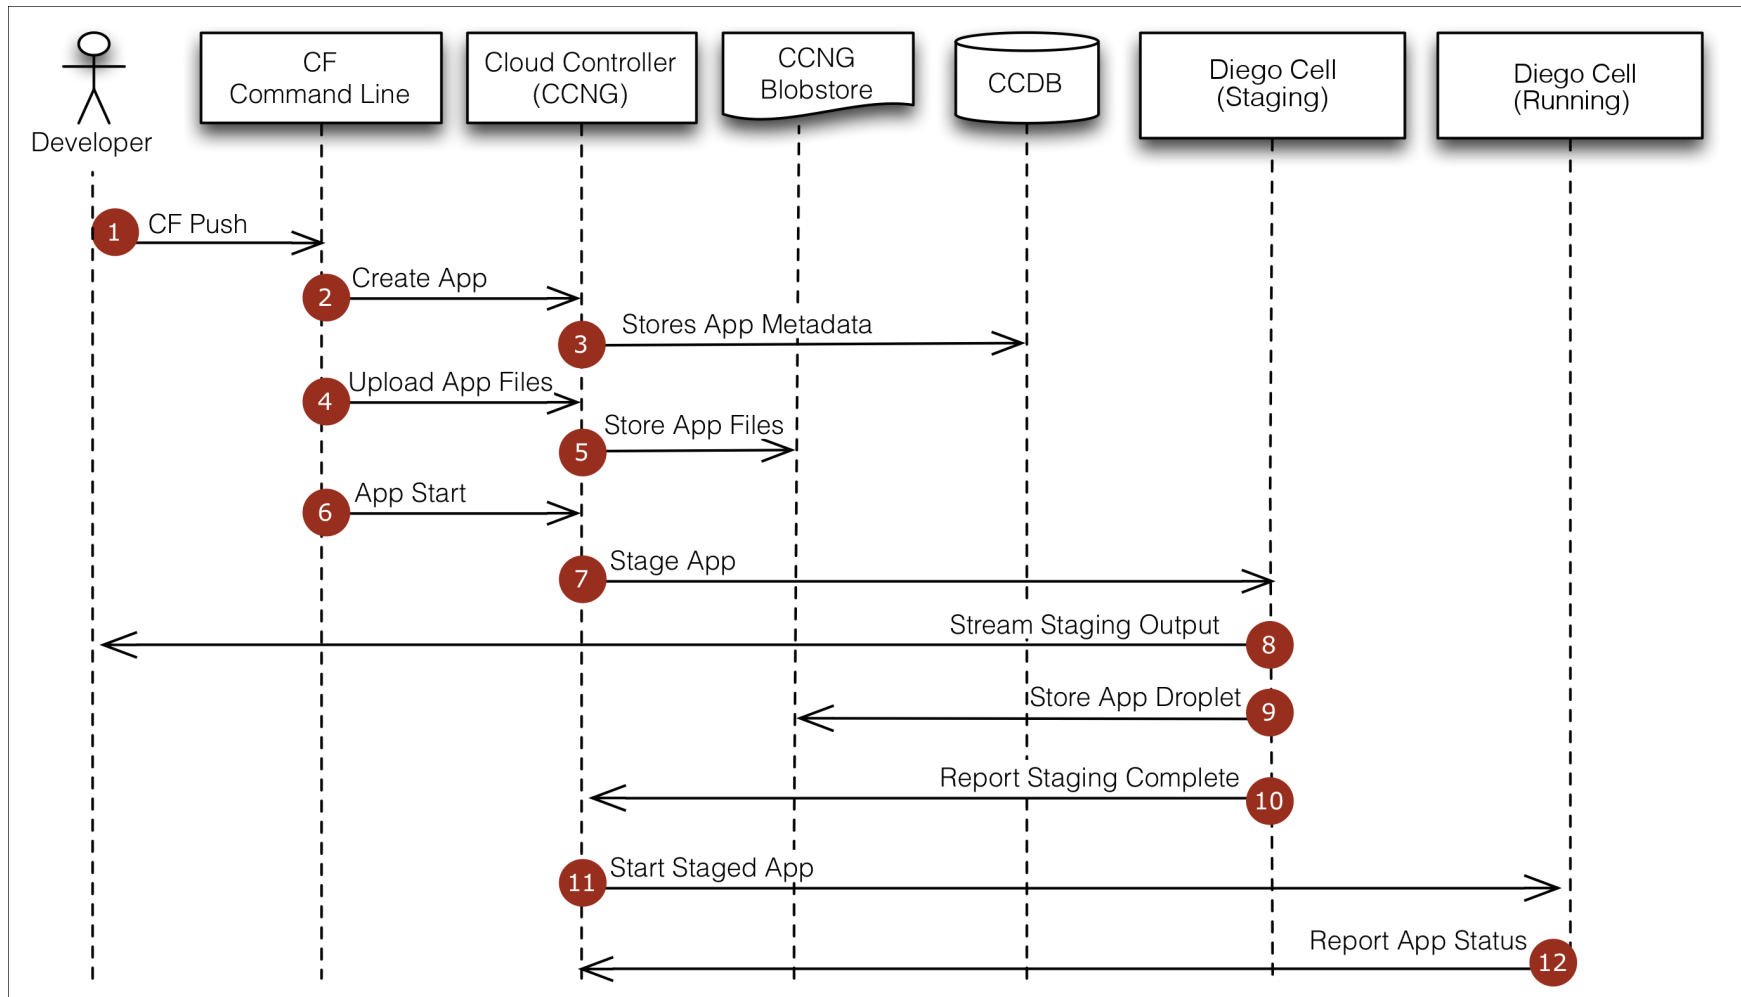 CF
Command Line
Cloud Controller
(CCNG)
CCNG
Blobstore
CCDB
Diego Cell
(Staging)
Diego Cell
(Running)
Developer
1 CF Push
2 Create App
3 Stores App Metadata
4 Upload App Files
5 Store App Files
6 App Start
7 Stage App
Stream Staging Output 8
Store App Droplet 9
Report Staging Complete 10
11 Start Staged App
Report App Status 12